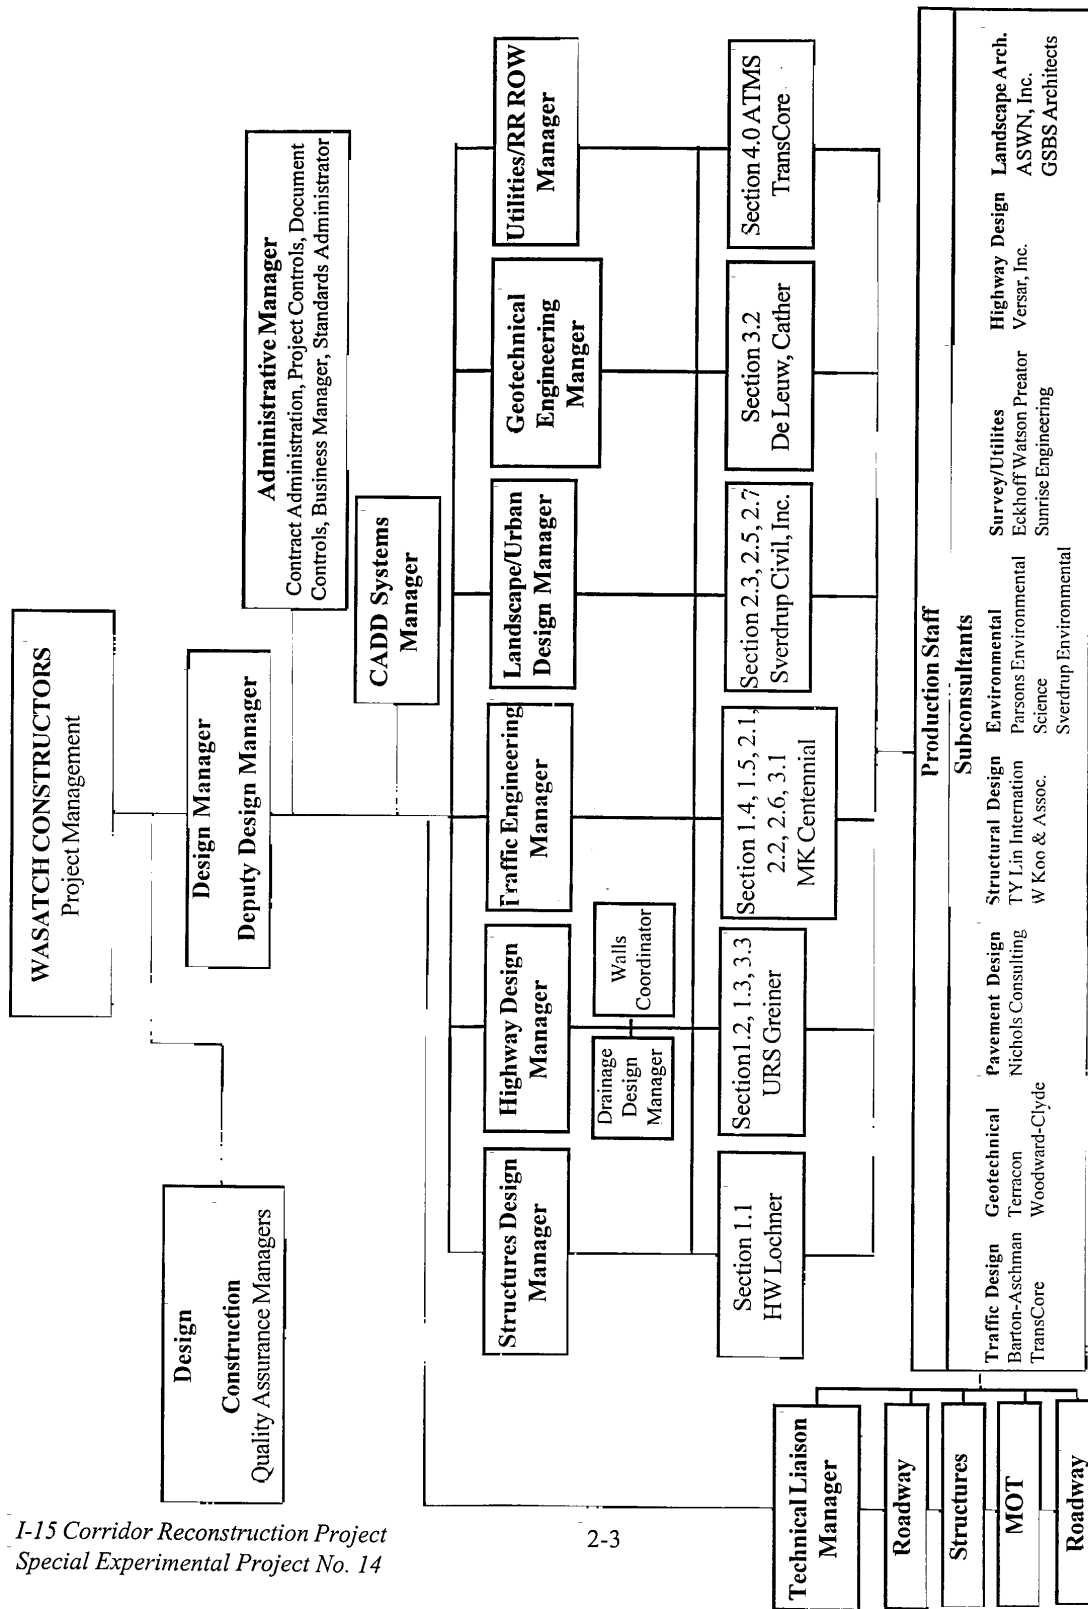 WASATCH CONSTRUCTORS
Project Management
Design
Construction
Quality Assurance Managers
Design Manager
Deputy Design Manager
Administrative Manager
Contract Administration, Project Controls, Document
Controls, Business Manager, Standards Administrator
CADD Systems
Manager
Structures Design
Manager
Highway Design
Manager
Traffic Engineering
Manager
Landscape/Urban
Design Manager
Geotechnical
Engineering
Manger
Utilities/RR ROW
Manager
Drainage
Design
Manager
Walls
Coordinator
Section 1.1
HW Lochner
Section1.2, 1.3, 3.3
URS Greiner
Section 1.4, 1.5, 2.1,
2.2, 2.6, 3.1
MK Centennial
Section 2.3, 2.5, 2.7
Sverdrup Civil, Inc.
Section 3.2
De Leuw, Cather
Section 4.0 ATMS
TransCore
Technical Liaison
Manager
Roadway
Structures
MOT
Roadway
Production Staff
Subconsultants
Traffic Design
Barton-Aschman
TransCore
Geotechnical
Terracon
Woodward-Clyde
Pavement Design
Nichols Consulting
Structural Design
TY Lin Internation
W Koo & Assoc.
Environmental
Parsons Environmental
Science
Sverdrup Environmental
Survey/Utilites
Eckhoff Watson Preator
Sunrise Engineering
Highway Design
Versar, Inc.
Landscape Arch.
ASWN, Inc.
GSBS Architects
I-15 Corridor Reconstruction Project
Special Experimental Project No. 14
2-3